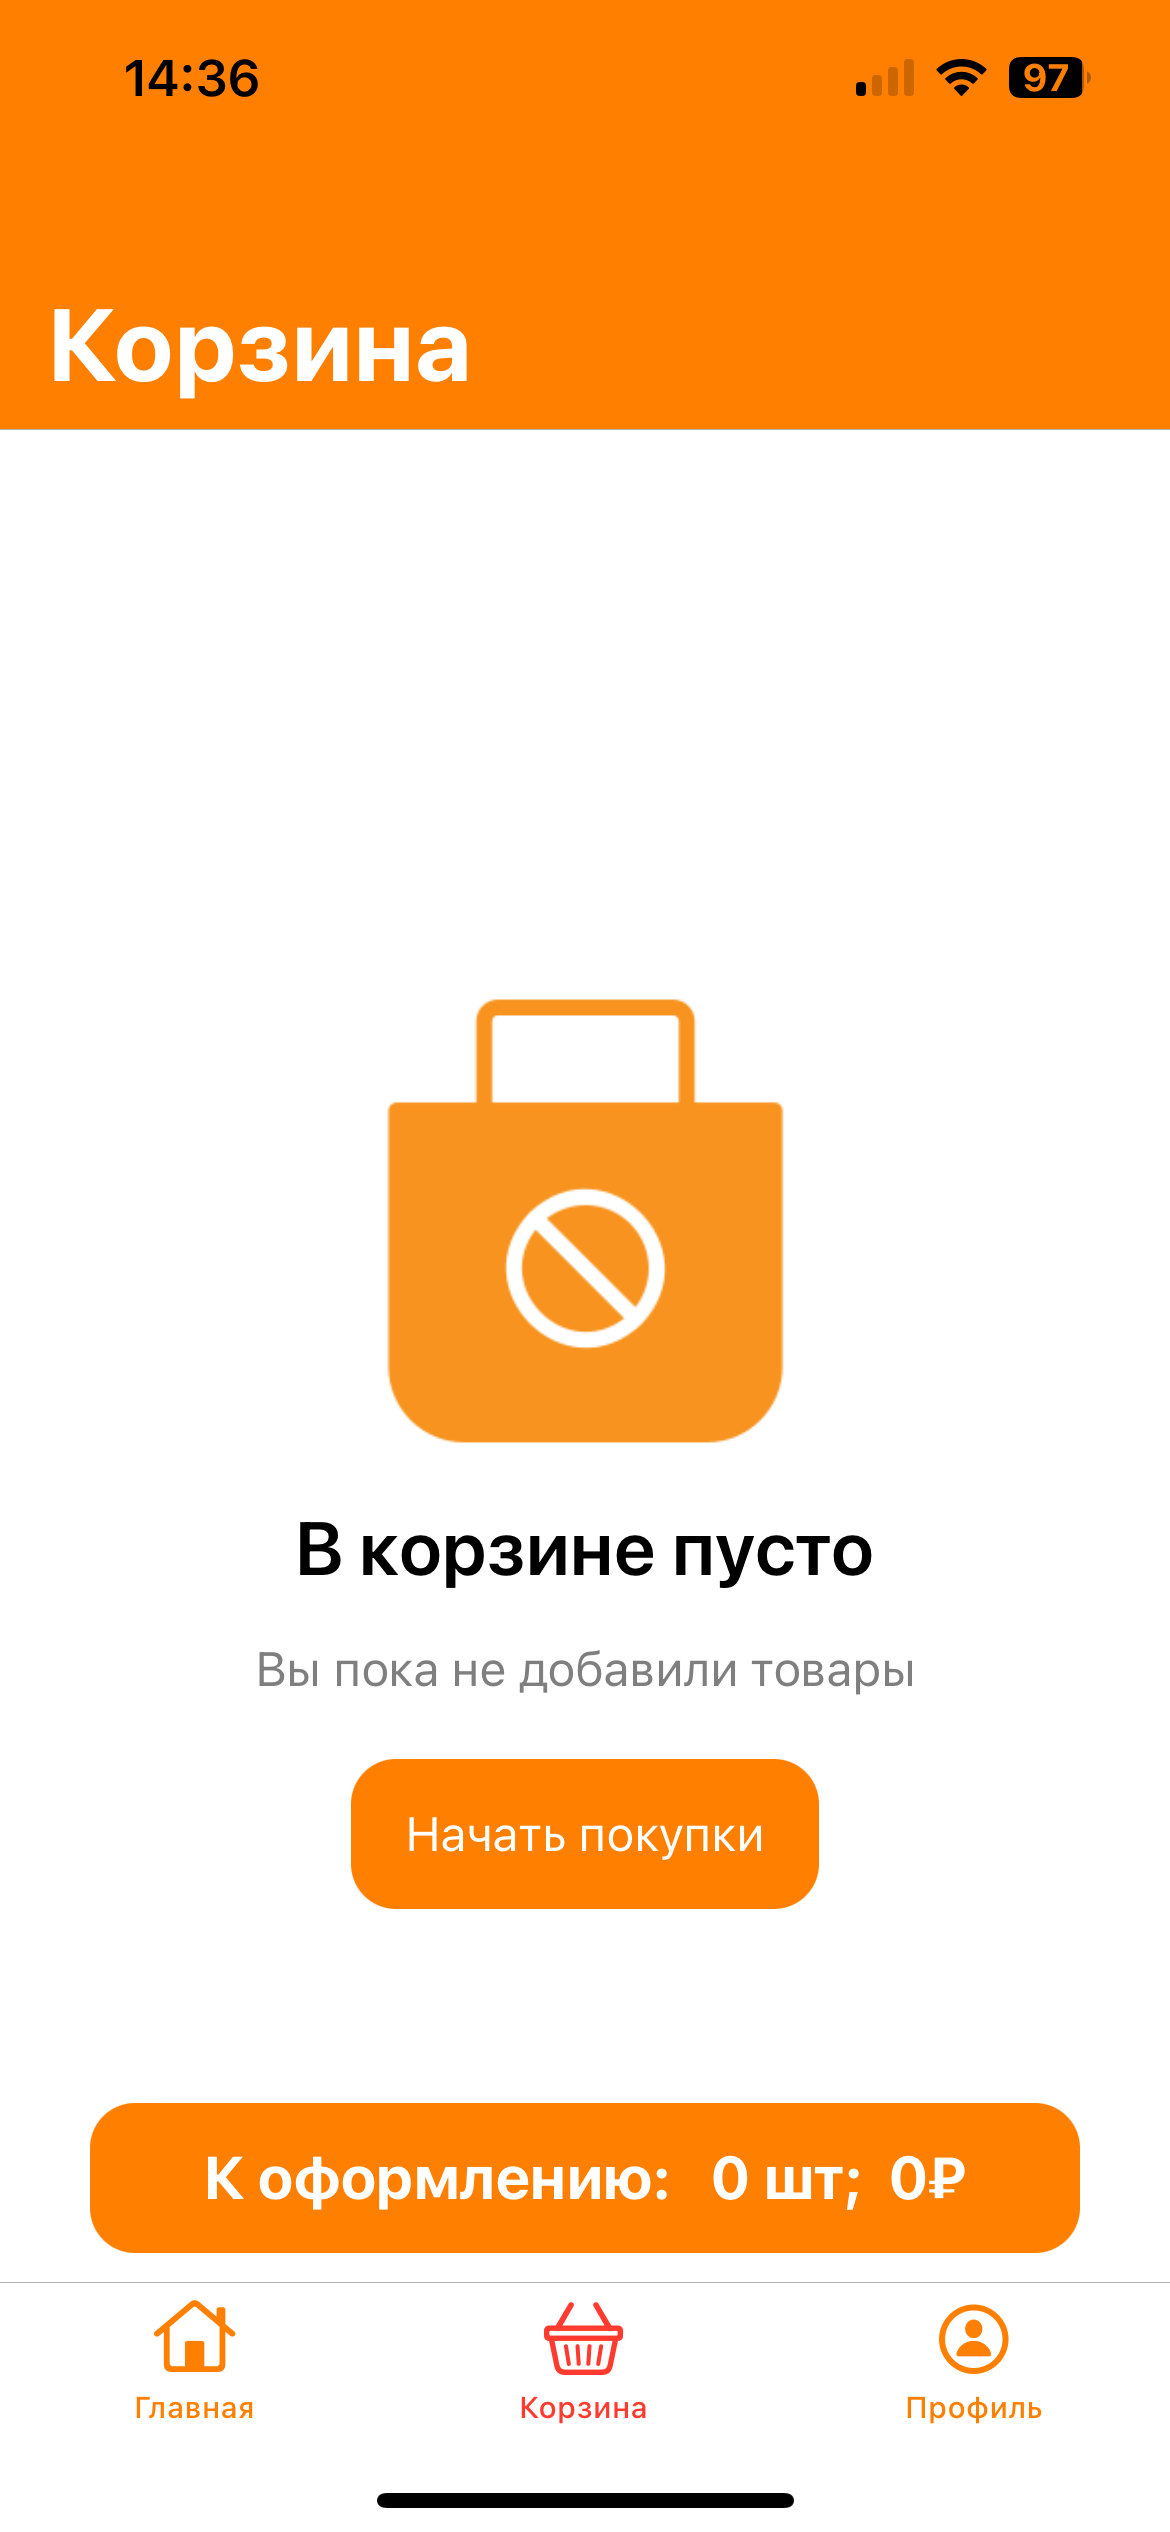 14:36
97
Корзина
В корзине пусто
Вы пока не добавили товары
Начать покупки
К оформлению: 0 шт; 0₽
Главная
Корзина
Профиль